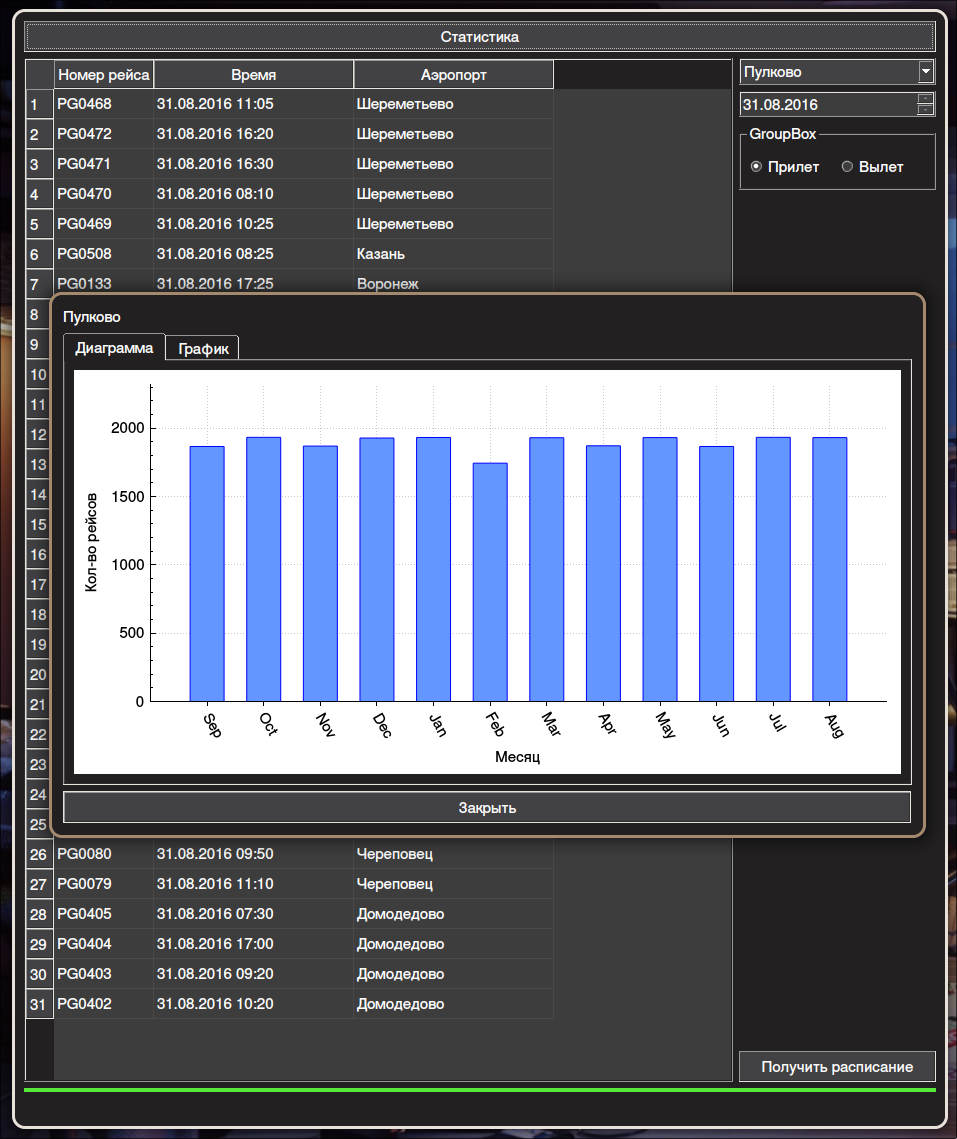 Статистика
Номер рейса Время Аэропорт
1 PG0468 31.08.2016 11:05 Шереметьево
2 PG0472 31.08.2016 16:20 Шереметьево
3 PG0471 31.08.2016 16:30 Шереметьево
4 PG0470 31.08.2016 08:10 Шереметьево
5 PG0469 31.08.2016 10:25 Шереметьево
6 PG0508 31.08.2016 08:25 Казань
7 PG0133 31.08.2016 17:25 Воронеж
8
9
10
11
12
13
14
15
16
17
18
19
20
21
22
23
24
25
26 PG0080 31.08.2016 09:50 Череповец
27 PG0079 31.08.2016 11:10 Череповец
28 PG0405 31.08.2016 07:30 Домодедово
29 PG0404 31.08.2016 17:00 Домодедово
30 PG0403 31.08.2016 09:20 Домодедово
31 PG0402 31.08.2016 10:20 Домодедово
Пулково
31.08.2016
GroupBox
Прилет Вылет
Получить расписание
Пулково
Диаграмма График
Кол-во рейсов
2000
1500
1000
500
0
Sep Oct Nov Dec Jan Feb Mar Apr May Jun Jul Aug
Месяц
Закрыть